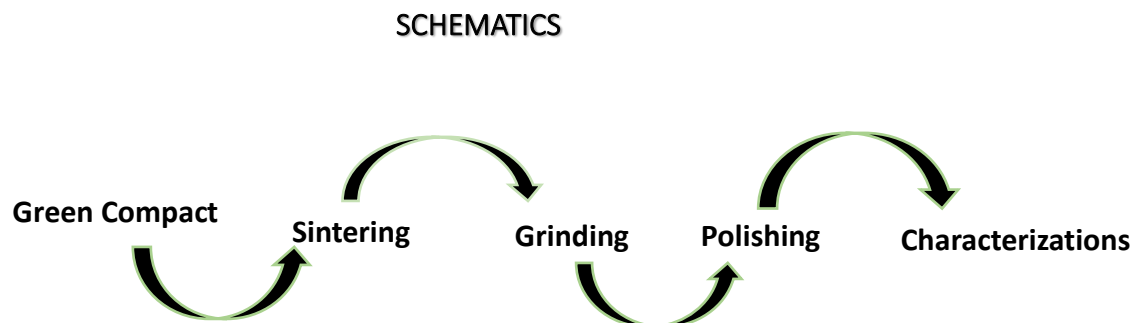 SCHEMATICS
Green Compact
Sintering
Grinding
Polishing
Characterizations